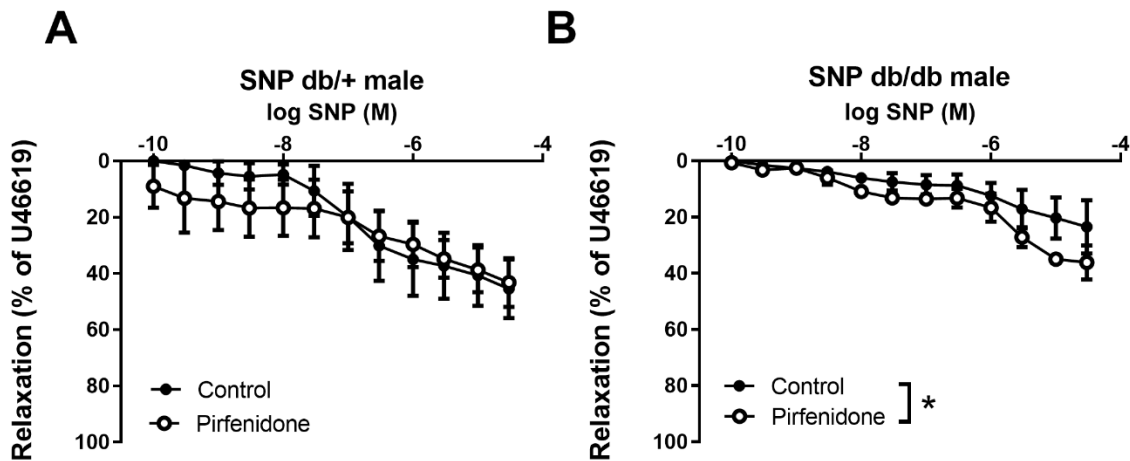 A
SNP db/+ male
log SNP (M)
-10 -8 -6 -4
0
20
40
60
80
100
Relaxation (% of U46619)
Control
Pirfenidone
B
SNP db/db male
log SNP (M)
-10 -8 -6 -4
0
20
40
60
80
100
Relaxation (% of U46619)
Control
Pirfenidone
*